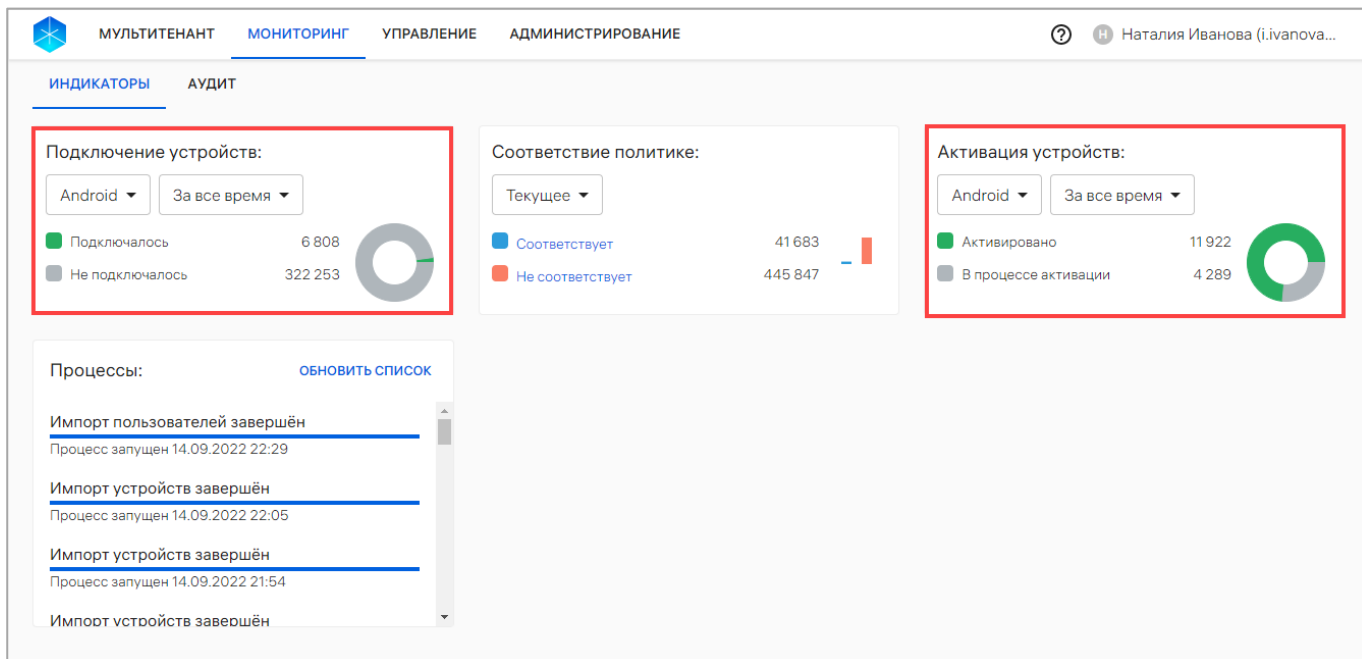 МУЛЬТИТЕНАНТ МОНИТОРИНГ УПРАВЛЕНИЕ АДМИНИСТРИРОВАНИЕ ? Н Наталия Иванова (i.ivanova...
ИНДИКАТОРЫ АУДИТ
Подключение устройств:
Android За все время
Подключалось 6 808
Не подключалось 322 253
Соответствие политике:
Текущее
Соответствует 41 683
Не соответствует 445 847
Активация устройств:
Android За все время
Активировано 11 922
В процессе активации 4 289
Процессы: ОБНОВИТЬ СПИСОК
Импорт пользователей завершён
Процесс запущен 14.09.2022 22:29
Импорт устройств завершён
Процесс запущен 14.09.2022 22:05
Импорт устройств завершён
Процесс запущен 14.09.2022 21:54
Импорт устройств завершён